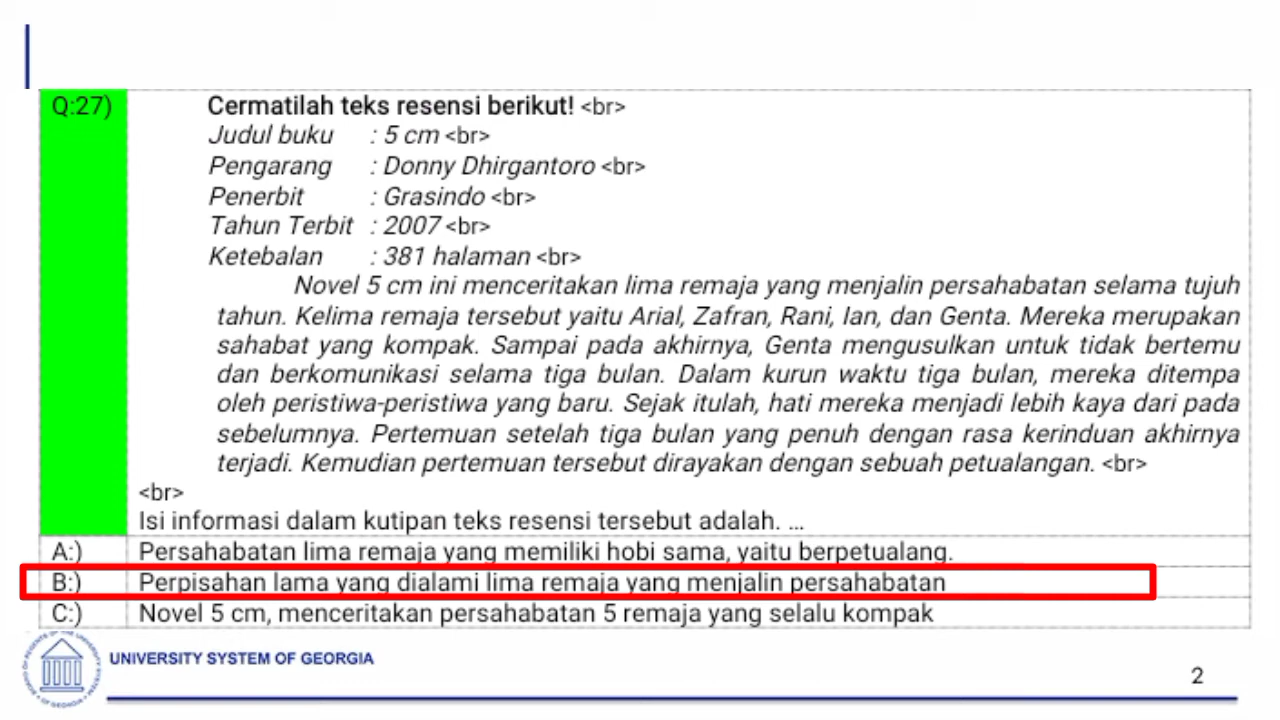 Q:27) Cermatilah teks resensi berikut! <br>
Judul buku : 5 cm <br>
Pengarang : Donny Dhirgantoro <br>
Penerbit : Grasindo <br>
Tahun Terbit : 2007 <br>
Ketebalan : 381 halaman <br>
Novel 5 cm ini menceritakan lima remaja yang menjalin persahabatan selama tujuh
tahun. Kelima remaja tersebut yaitu Arial, Zafran, Rani, Ian, dan Genta. Mereka merupakan
sahabat yang kompak. Sampai pada akhirnya, Genta mengusulkan untuk tidak bertemu
dan berkomunikasi selama tiga bulan. Dalam kurun waktu tiga bulan, mereka ditempa
oleh peristiwa-peristiwa yang baru. Sejak itulah, hati mereka menjadi lebih kaya dari pada
sebelumnya. Pertemuan setelah tiga bulan yang penuh dengan rasa kerinduan akhirnya
terjadi. Kemudian pertemuan tersebut dirayakan dengan sebuah petualangan. <br>
<br>
Isi informasi dalam kutipan teks resensi tersebut adalah. ...
A:) Persahabatan lima remaja yang memiliki hobi sama, yaitu berpetualang.
B:) Perpisahan lama yang dialami lima remaja yang menjalin persahabatan
C:) Novel 5 cm, menceritakan persahabatan 5 remaja yang selalu kompak
UNIVERSITY SYSTEM OF GEORGIA
2